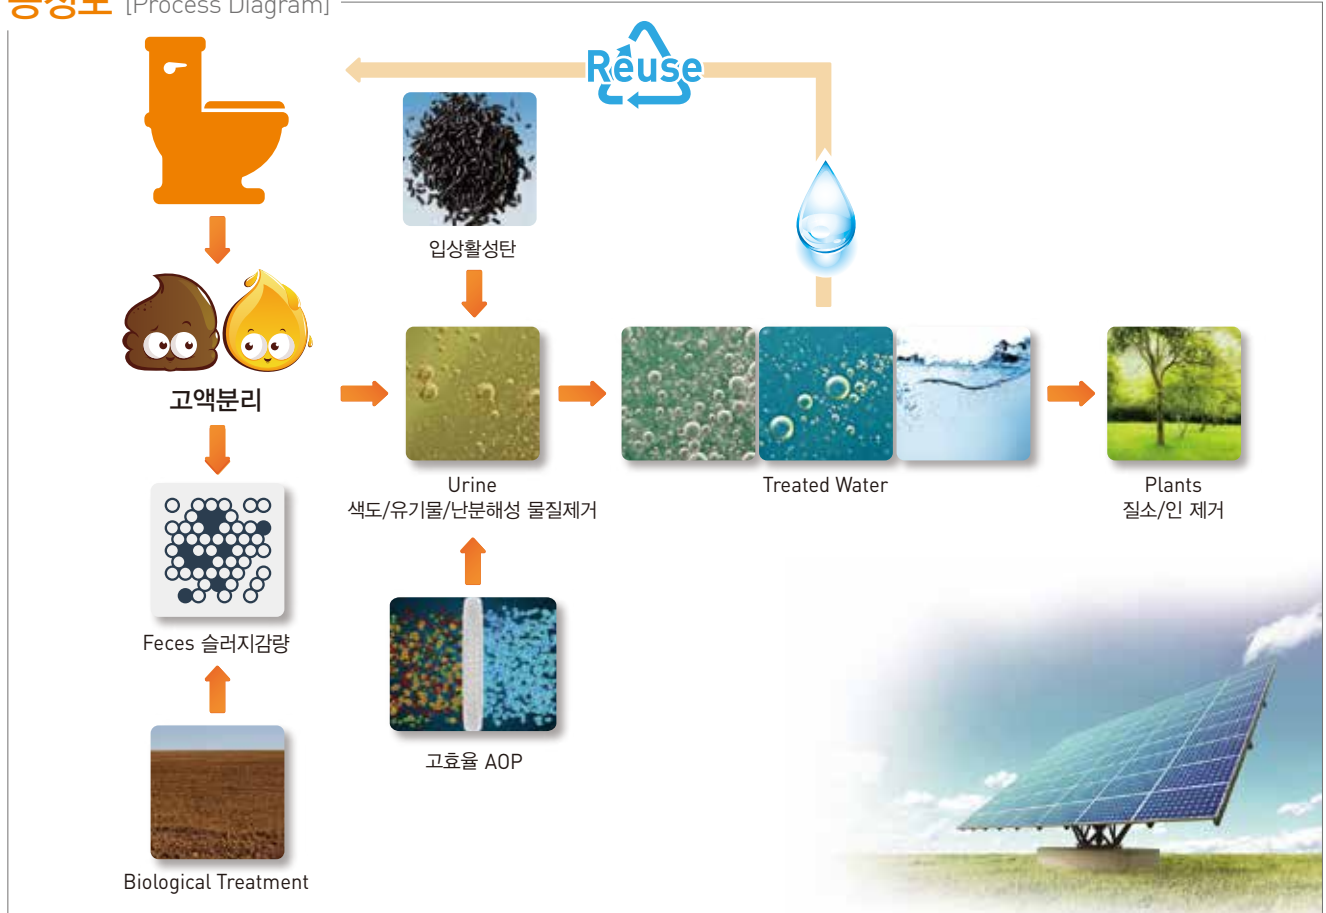 공정도 [Process Diagram]
Reuse
입상활성탄
고액분리
Urine
색도/유기물/난분해성 물질제거
Treated Water
Plants
질소/인 제거
Feces 슬러지감량
고효율 AOP
Biological Treatment